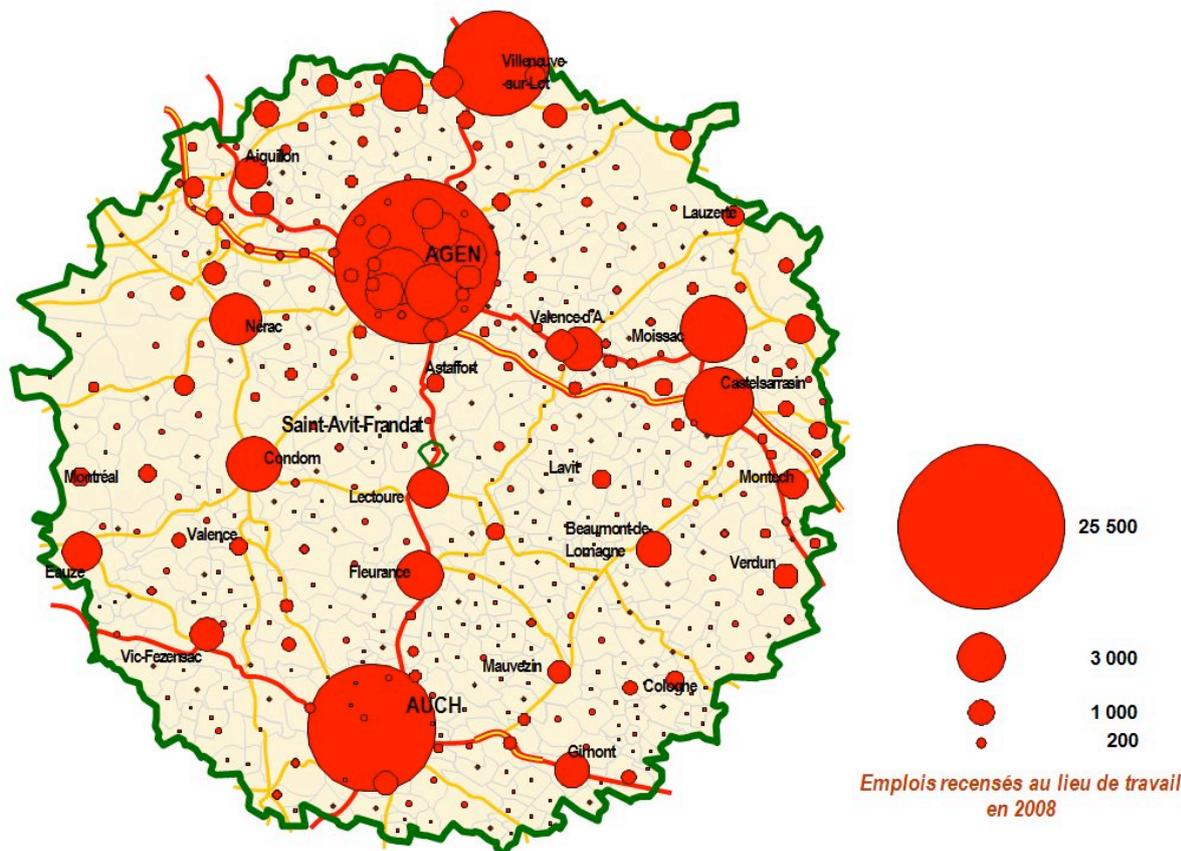 Villeneuve-
-sur-Lot
Aiguillon
Lauzerte
AGEN
Nérac
Valence-d'A.
Moissac
Astaffort
Castelsarrasin
Saint-Avit-Frandat
Condom
Montréal
Lectoure
Lavit
Montech
Valence
Beaumont-de-
Lomagne
Eauze
Fleurance
Verdun
Vic-Fezensac
Mauvezin
Cologne
AUCH
Gimont
25 500
3 000
1 000
200
Emplois recensés au lieu de travail
en 2008